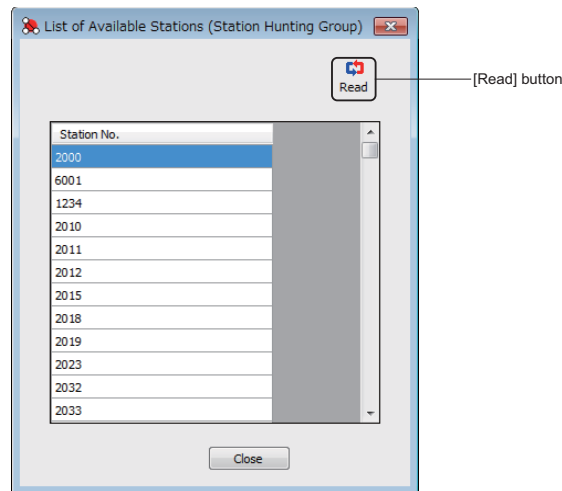 List of Available Stations (Station Hunting Group)
Read
[Read] button
Station No.
2000
6001
1234
2010
2011
2012
2015
2018
2019
2023
2032
2033
Close